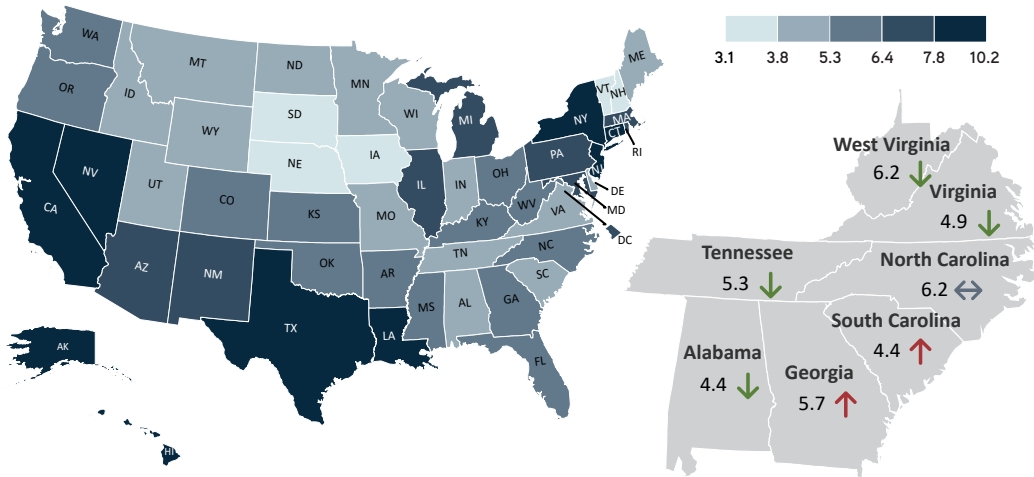 WA
OR
CA
NV
ID
MT
WY
UT
AZ
CO
NM
ND
SD
NE
KS
OK
TX
MN
IA
MO
AR
LA
WI
IL
MI
IN
OH
KY
TN
MS
AL
GA
FL
SC
NC
VA
WV
PA
NY
VT
NH
ME
MA
CT
RI
NJ
DE
MD
DC
AK
HI
3.1 3.8 5.3 6.4 7.8 10.2
West Virginia
6.2
Virginia
4.9
Tennessee
5.3
North Carolina
6.2
South Carolina
4.4
Alabama
4.4
Georgia
5.7